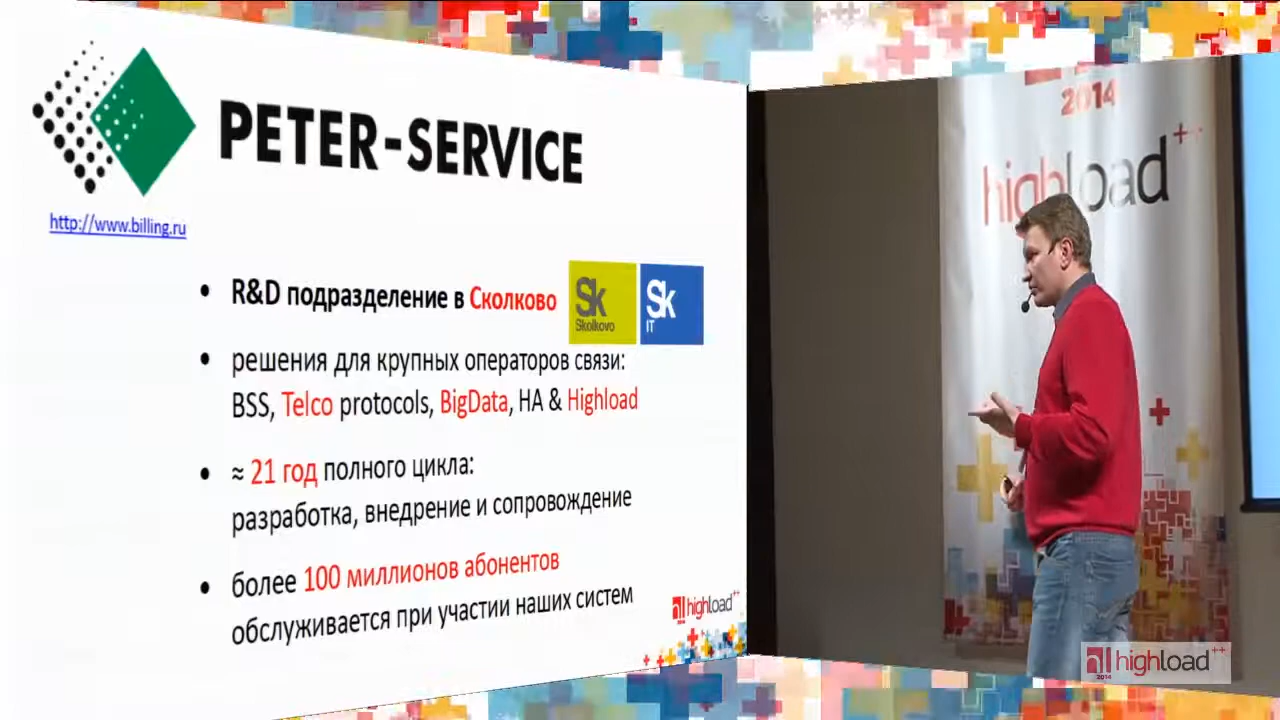 PETER-SERVICE
http://www.billing.ru
• R&D подразделение в Сколково
Sk
Skolkovo
Sk
IT
• решения для крупных операторов связи:
BSS, Telco protocols, BigData, HA & Highload
• ≈ 21 год полного цикла:
разработка, внедрение и сопровождение
• более 100 миллионов абонентов
обслуживается при участии наших систем
highload++
2014
2014
highload++
highload++
2014